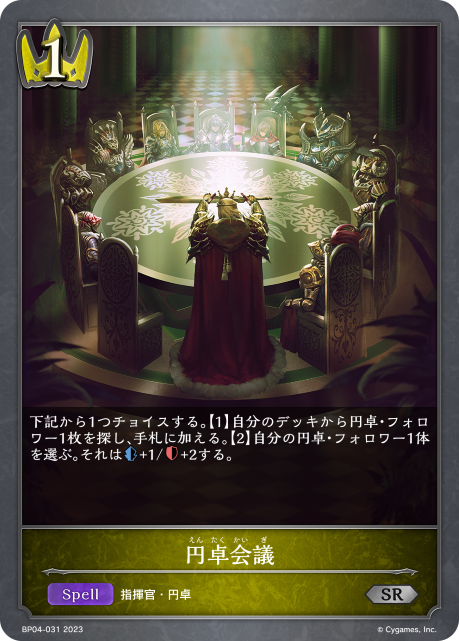 1
下記から1つチョイスする。【1】自分のデッキから円卓・フォロ
ワー1枚を探し、手札に加える。【2】自分の円卓・フォロワー1体
を選ぶ。それは+1/+2する。
えん たく かい ぎ
円卓会議
Spell 指揮官・円卓 SR
BP04-031 2023 © Cygames, Inc.